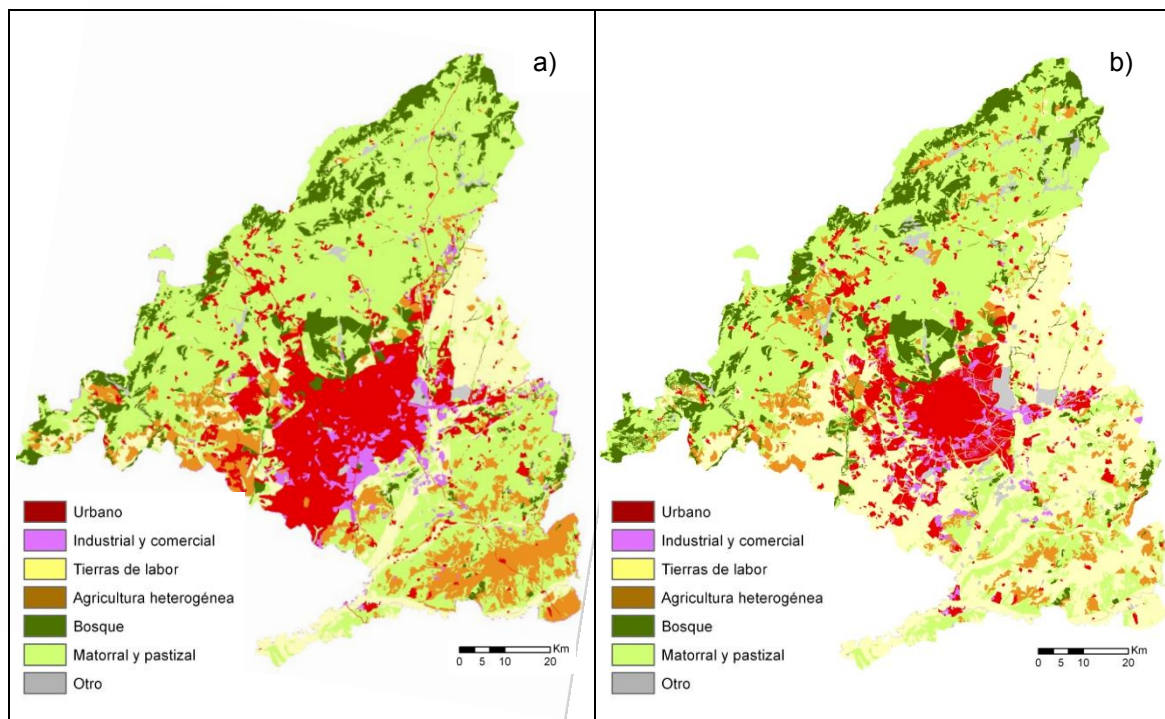 a)
Urbano
Industrial y comercial
Tierras de labor
Agricultura heterogénea
Bosque
Matorral y pastizal
Otro
Km
0 5 10 20
b)
Urbano
Industrial y comercial
Tierras de labor
Agricultura heterogénea
Bosque
Matorral y pastizal
Otro
Km
0 5 10 20